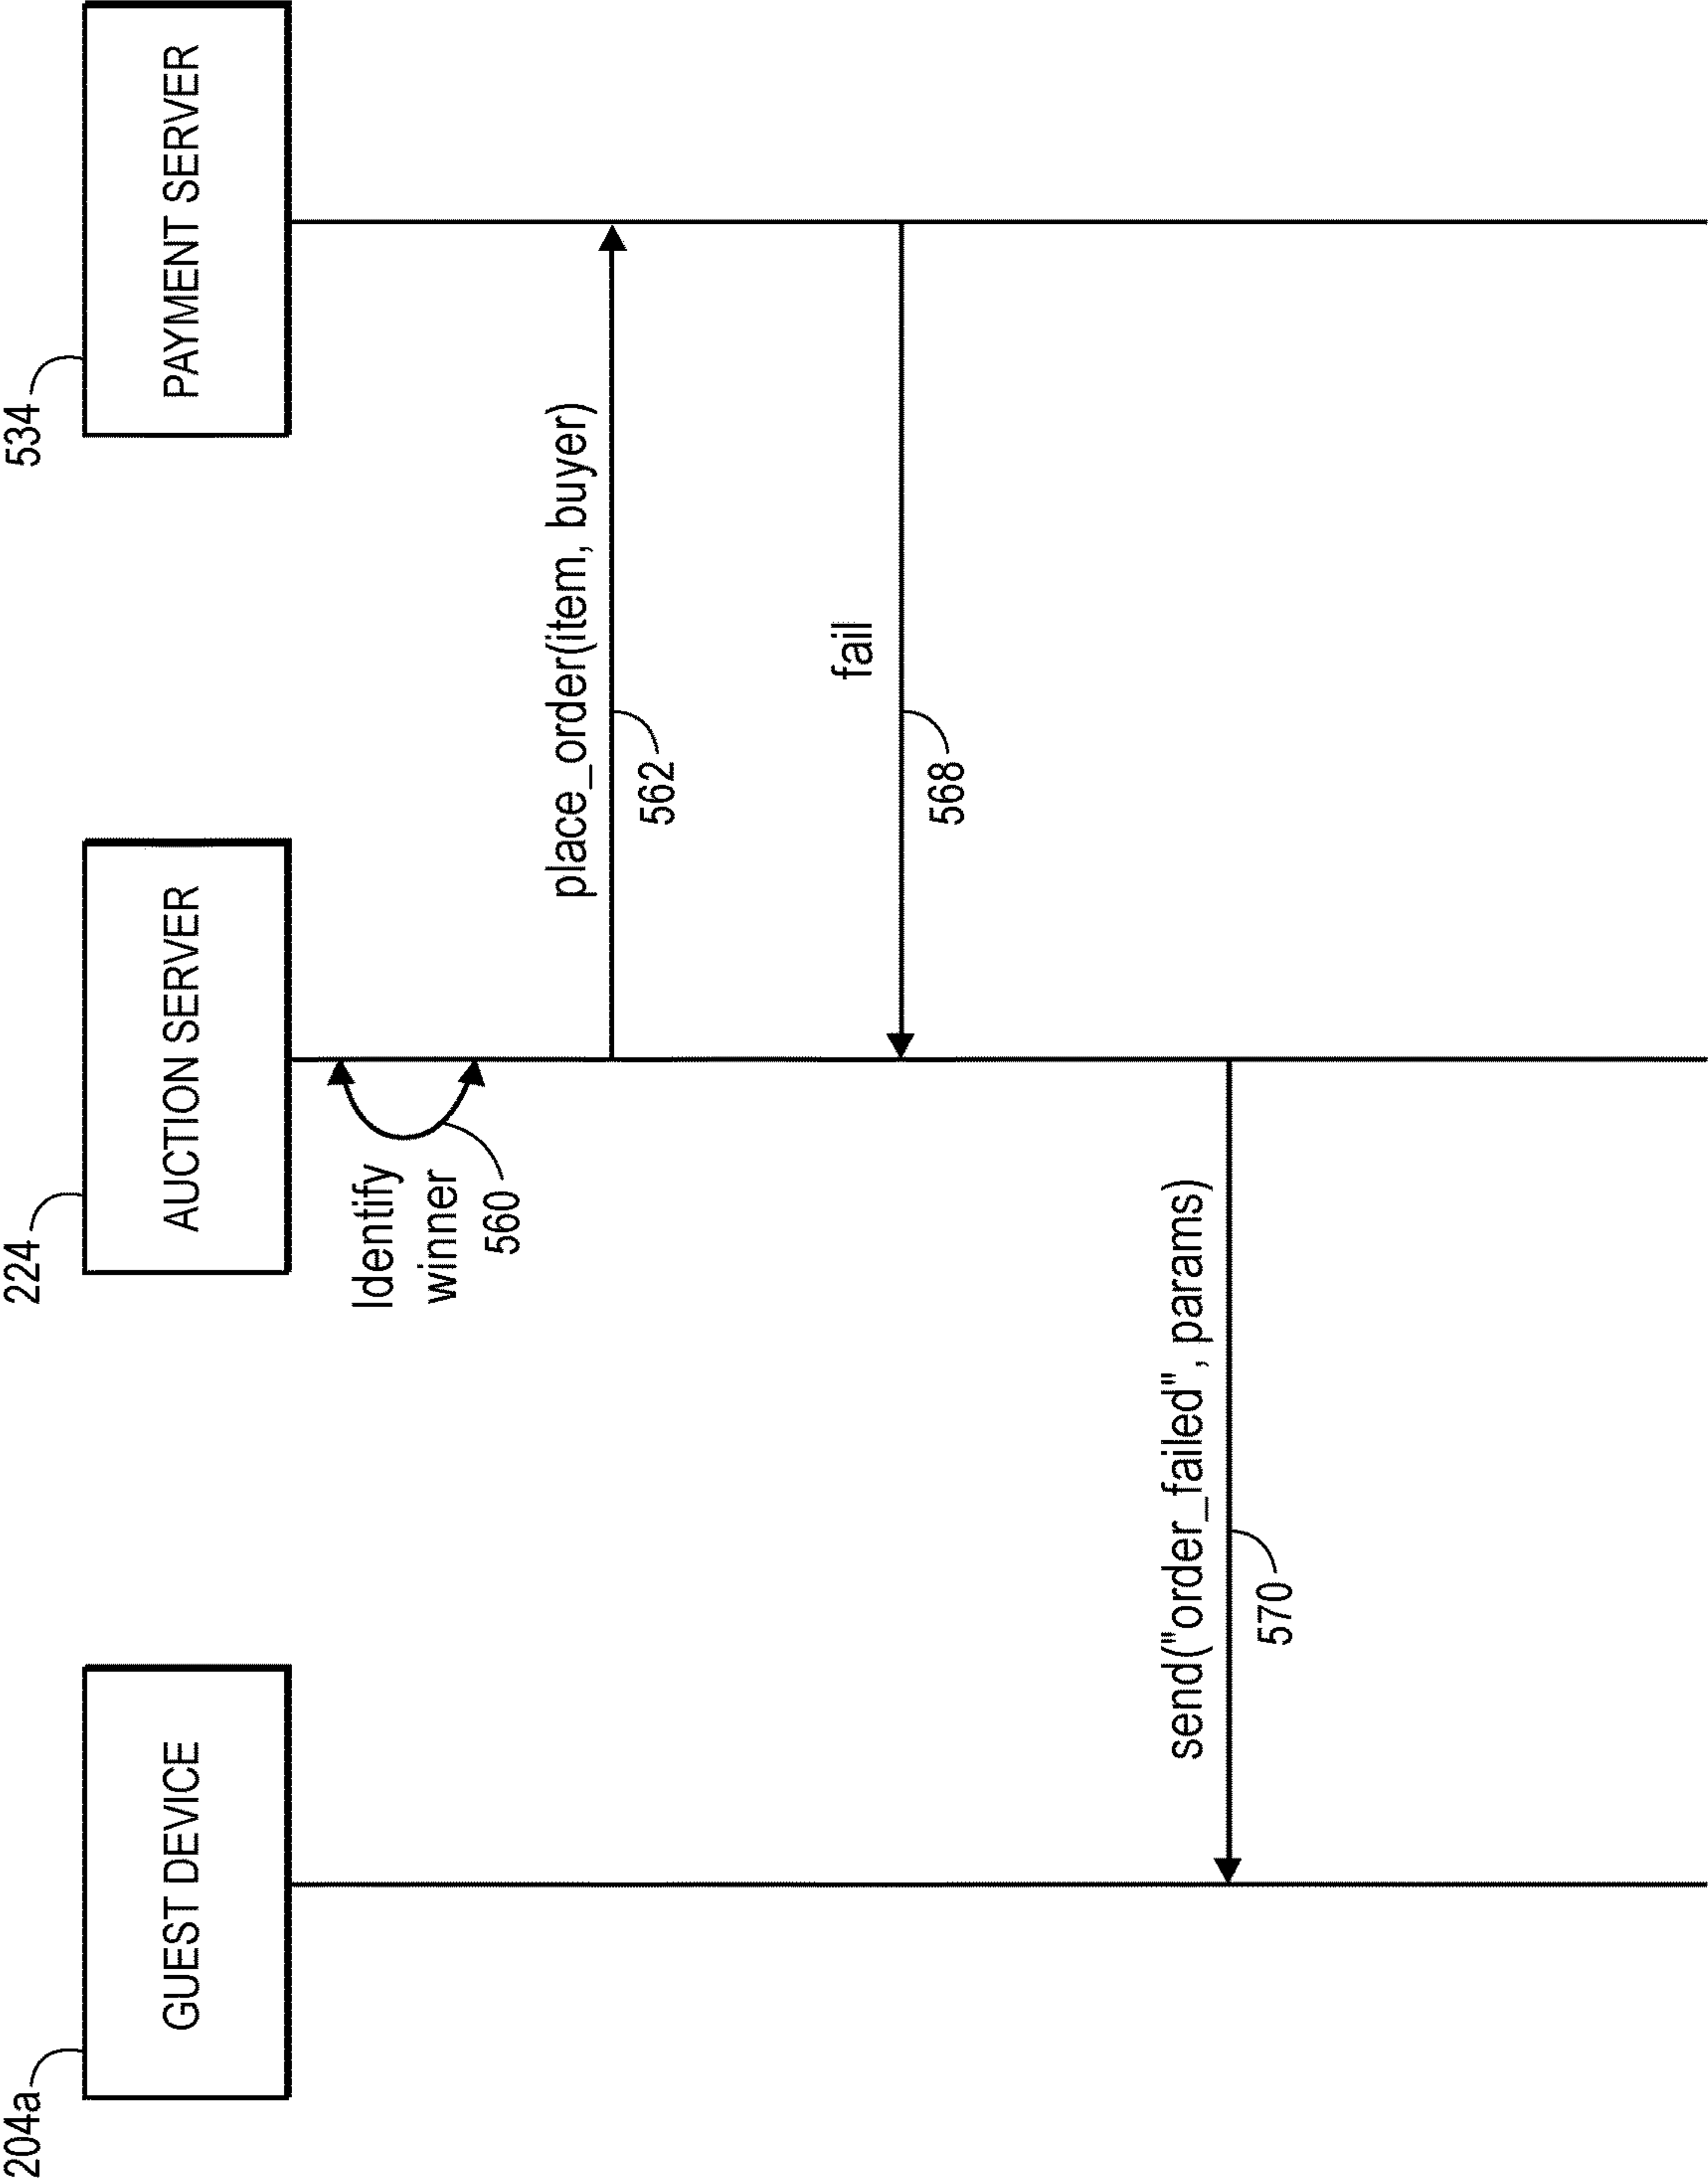 204a
GUEST DEVICE
224
AUCTION SERVER
534
PAYMENT SERVER
Identify
winner
560
place_order(item, buyer)
562
fail
568
send("order_failed", params)
570